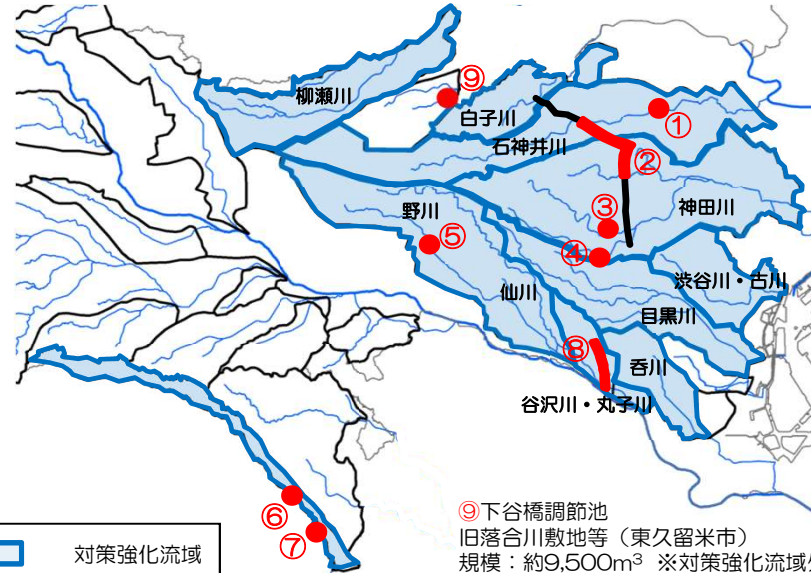 柳瀬川
⑨
白子川
①
石神井川
②
③
神田川
野川
⑤
④
渋谷川・古川
仙川
目黒川
⑧
呑川
谷沢川・丸子川
⑥
⑦
対策強化流域
⑨下谷橋調節池
旧落合川敷地等（東久留米市）
規模：約9,500m³ ※対策強化流域